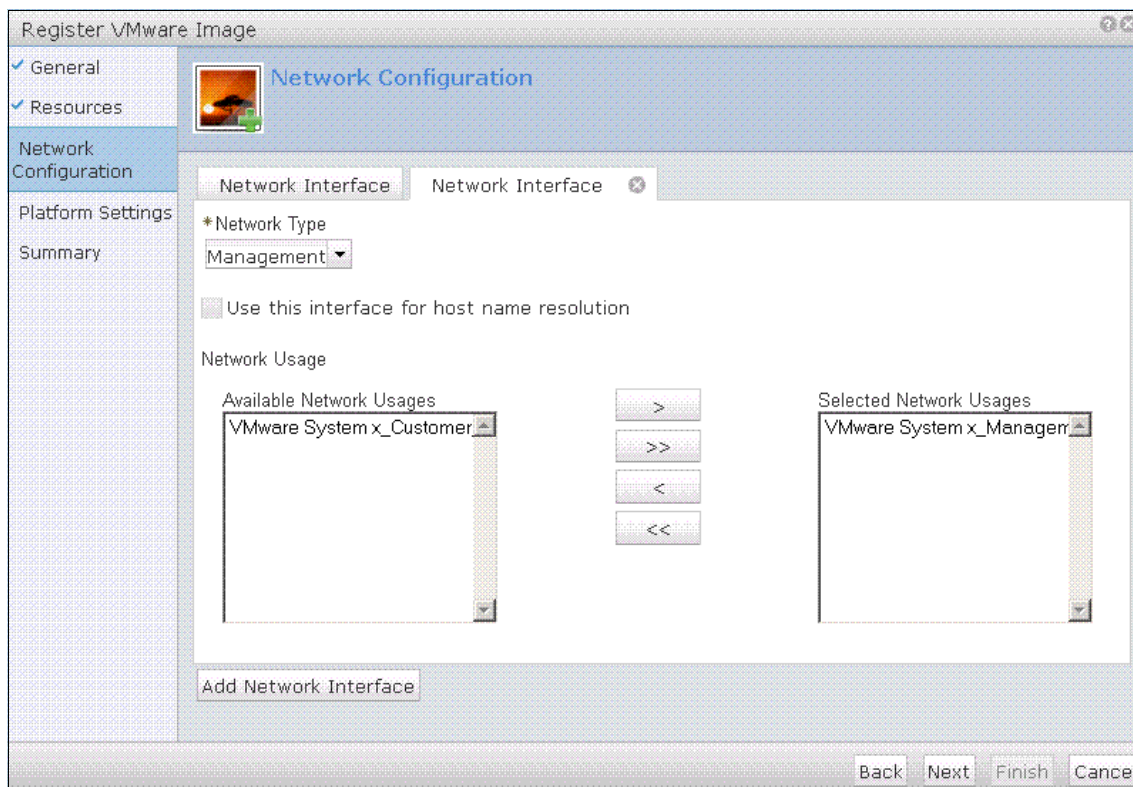 Register VMware Image
General
Resources
Network
Configuration
Platform Settings
Summary
Network Configuration
Network Interface
Network Interface
*Network Type
Management
Use this interface for host name resolution
Network Usage
Available Network Usages
VMware System x_Customer_
>
>>
<
<<
Selected Network Usages
VMware System x_Managem
Add Network Interface
Back
Next
Finish
Cance